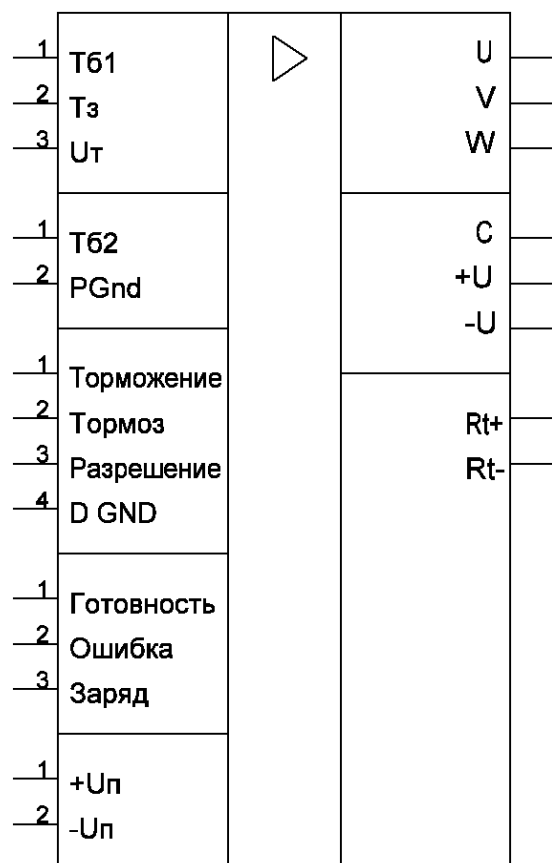 1 Тб1
2 Тз
3 Uт
1 Тб2
2 PGnd
1 Торможение
2 Тормоз
3 Разрешение
4 D GND
1 Готовность
2 Ошибка
3 Заряд
1 +Uп
2 -Uп
U
V
W
C
+U
-U
Rt+
Rt-